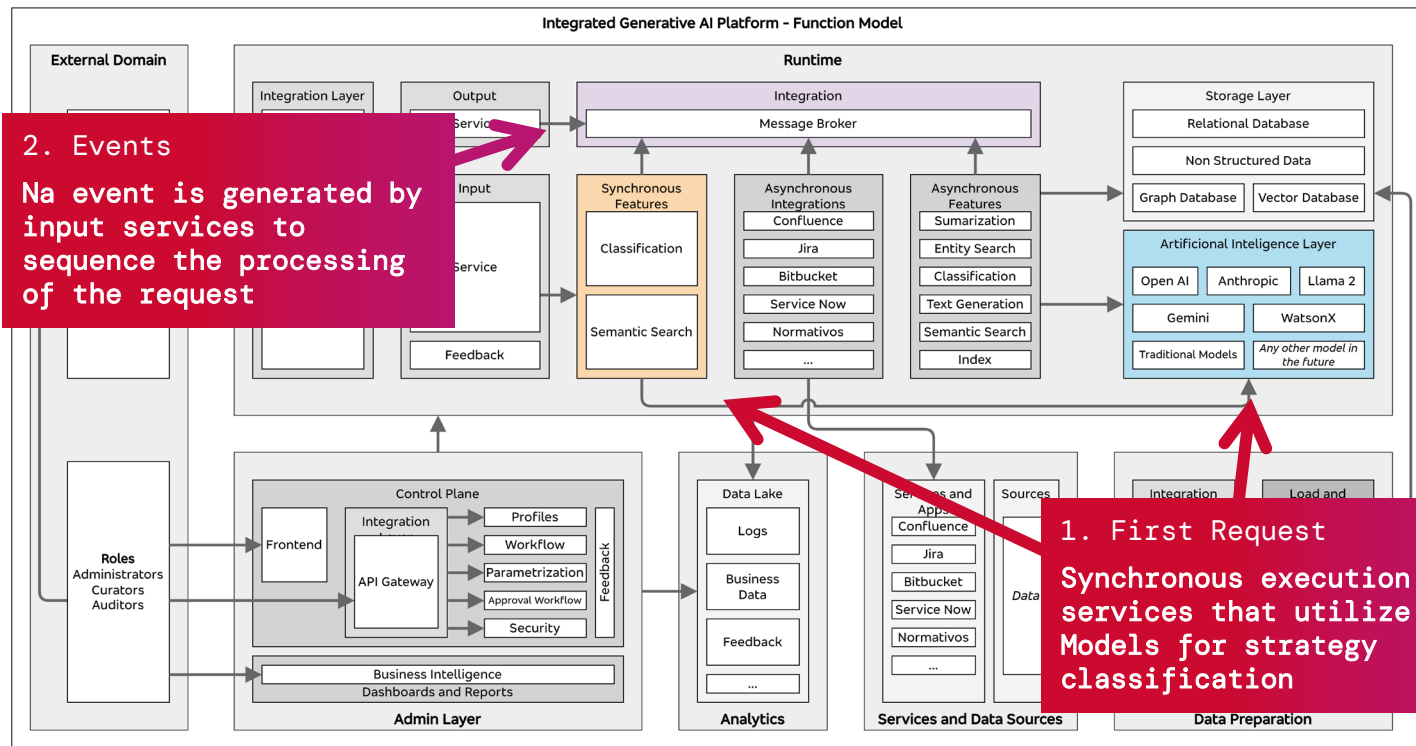 Integrated Generative AI Platform - Function Model
External Domain
Runtime
Integration Layer
Output
Service
Integration
Message Broker
Storage Layer
Relational Database
Non Structured Data
Graph Database
Vector Database
2. Events
Na event is generated by
input services to
sequence the processing
of the request
Input
Service
Feedback
Synchronous
Features
Classification
Semantic Search
Asynchronous
Integrations
Confluence
Jira
Bitbucket
Service Now
Normativos
...
Asynchronous
Features
Sumarization
Entity Search
Classification
Text Generation
Semantic Search
Index
Artificional Inteligence Layer
Open AI
Anthropic
Llama 2
Gemini
WatsonX
Traditional Models
Any other model in
the future
Roles
Administrators
Curators
Auditors
Control Plane
Frontend
Integration
API Gateway
Profiles
Workflow
Parametrization
Approval Workflow
Security
Feedback
Business Intelligence
Dashboards and Reports
Admin Layer
Data Lake
Logs
Business
Data
Feedback
...
Analytics
Services and
Apps
Confluence
Jira
Bitbucket
Service Now
Normativos
...
Sources
Data
Services and Data Sources
Integration
Load and
1. First Request
Synchronous execution
services that utilize
Models for strategy
classification
Data Preparation